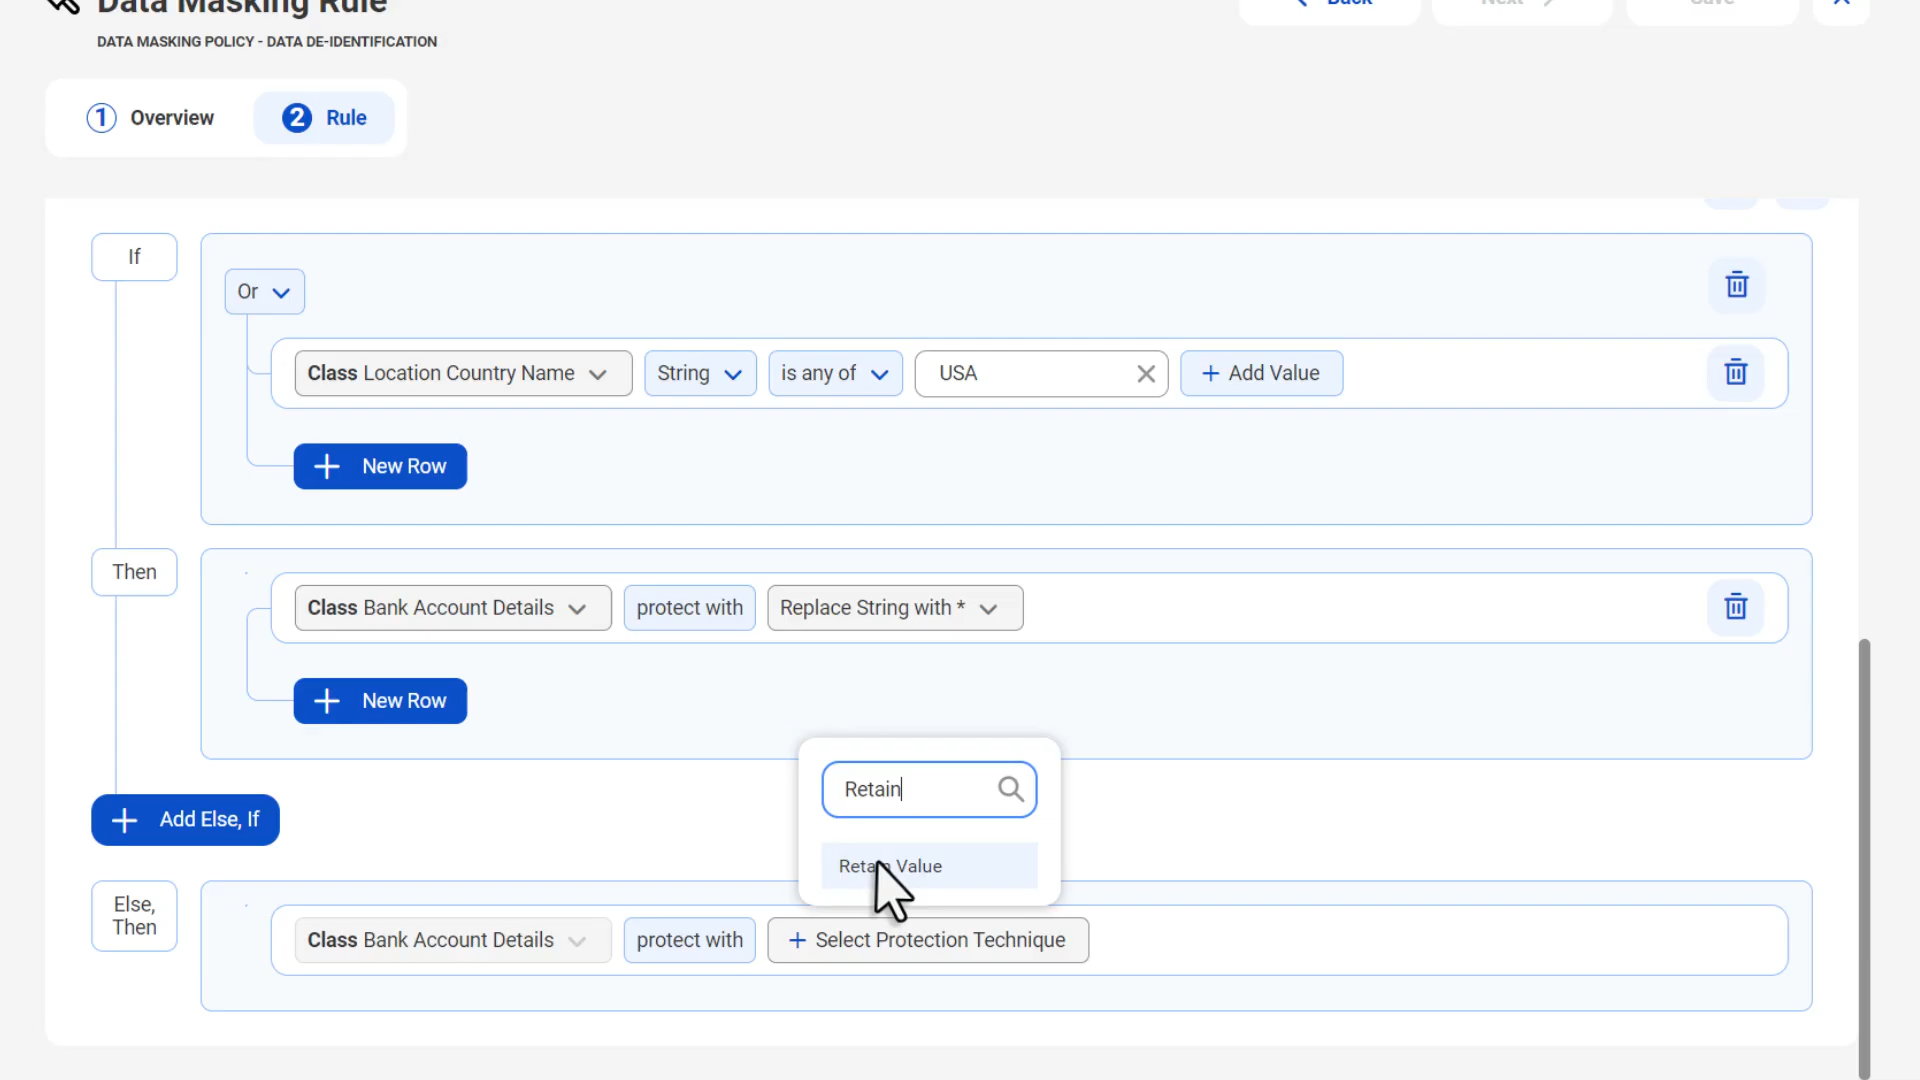 Data Masking Rule
Back
Next
Save
DATA MASKING POLICY - DATA DE-IDENTIFICATION
1 Overview
2 Rule
If
Or
Class Location Country Name
String
is any of
USA
+ Add Value
+ New Row
Then
Class Bank Account Details
protect with
Replace String with *
+ New Row
Retain
+ Add Else, If
Retain Value
Else,
Then
Class Bank Account Details
protect with
+ Select Protection Technique